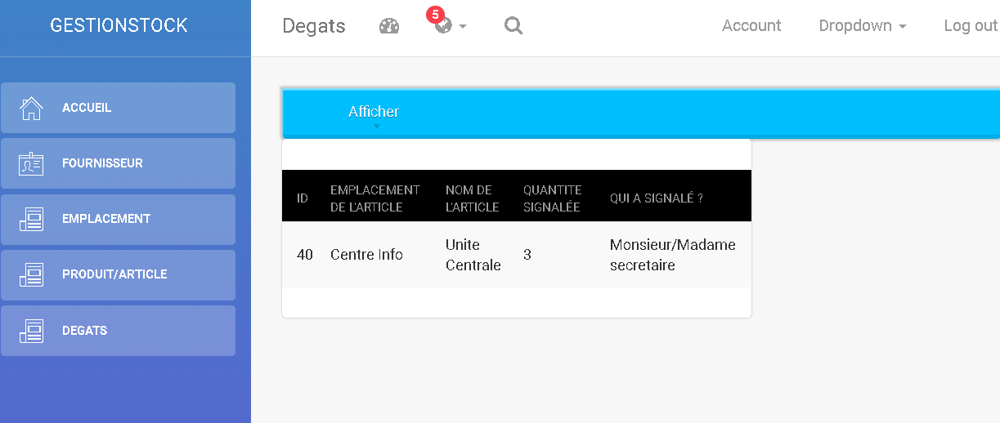 GESTIONSTOCK
Degats
5
Account
Dropdown
Log out
ACCUEIL
FOURNISSEUR
EMPLACEMENT
PRODUIT/ARTICLE
DEGATS
Afficher
ID
EMPLACEMENT
DE L'ARTICLE
NOM DE
L'ARTICLE
QUANTITE
SIGNALÉE
QUI A SIGNALÉ ?
40
Centre Info
Unite
Centrale
3
Monsieur/Madame
secretaire